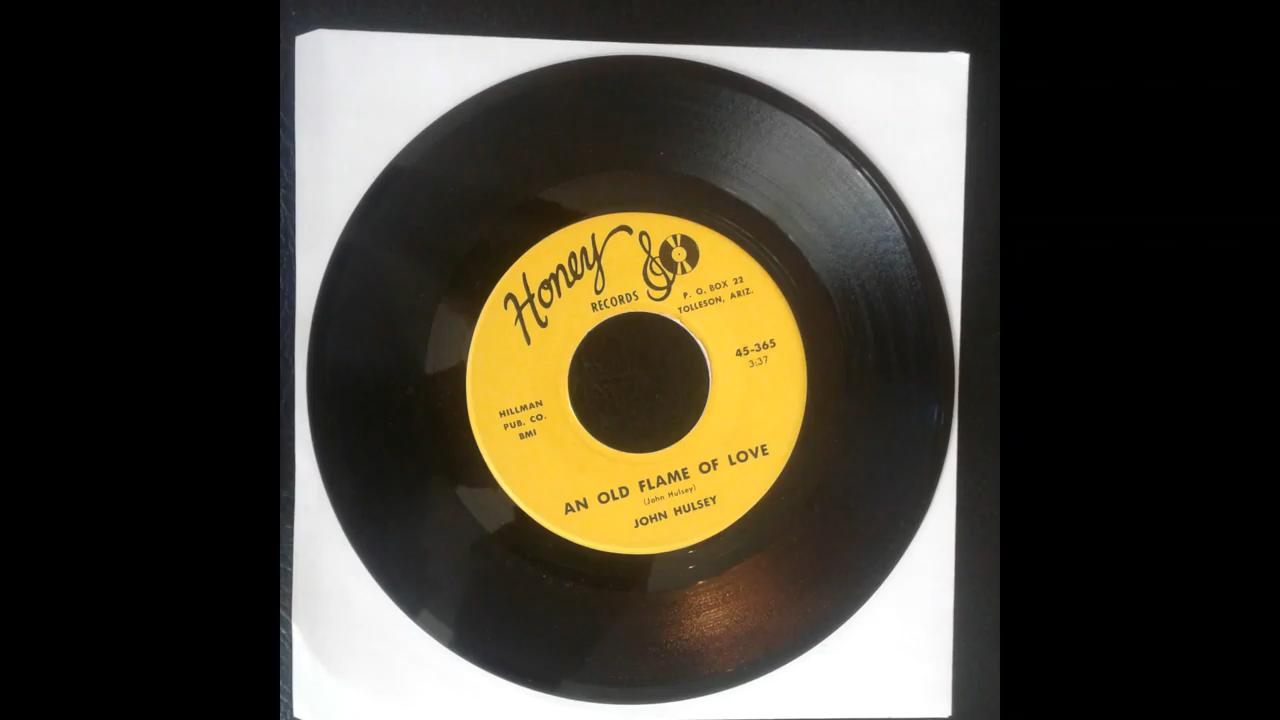 Honey
RECORDS
P. O. BOX 22
TOLLESON, ARIZ.
45-365
3:37
HILLMAN
PUB. CO.
BMI
AN OLD FLAME OF LOVE
(John Hulsey)
JOHN HULSEY